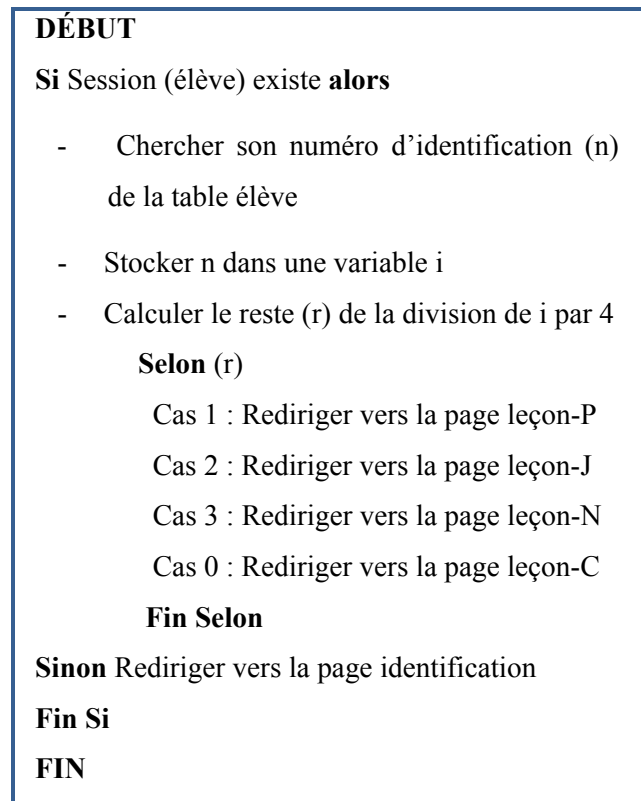 DÉBUT
Si Session (élève) existe alors
- Chercher son numéro d’identification (n)
de la table élève
- Stocker n dans une variable i
- Calculer le reste (r) de la division de i par 4
Selon (r)
Cas 1 : Rediriger vers la page leçon-P
Cas 2 : Rediriger vers la page leçon-J
Cas 3 : Rediriger vers la page leçon-N
Cas 0 : Rediriger vers la page leçon-C
Fin Selon
Sinon Rediriger vers la page identification
Fin Si
FIN